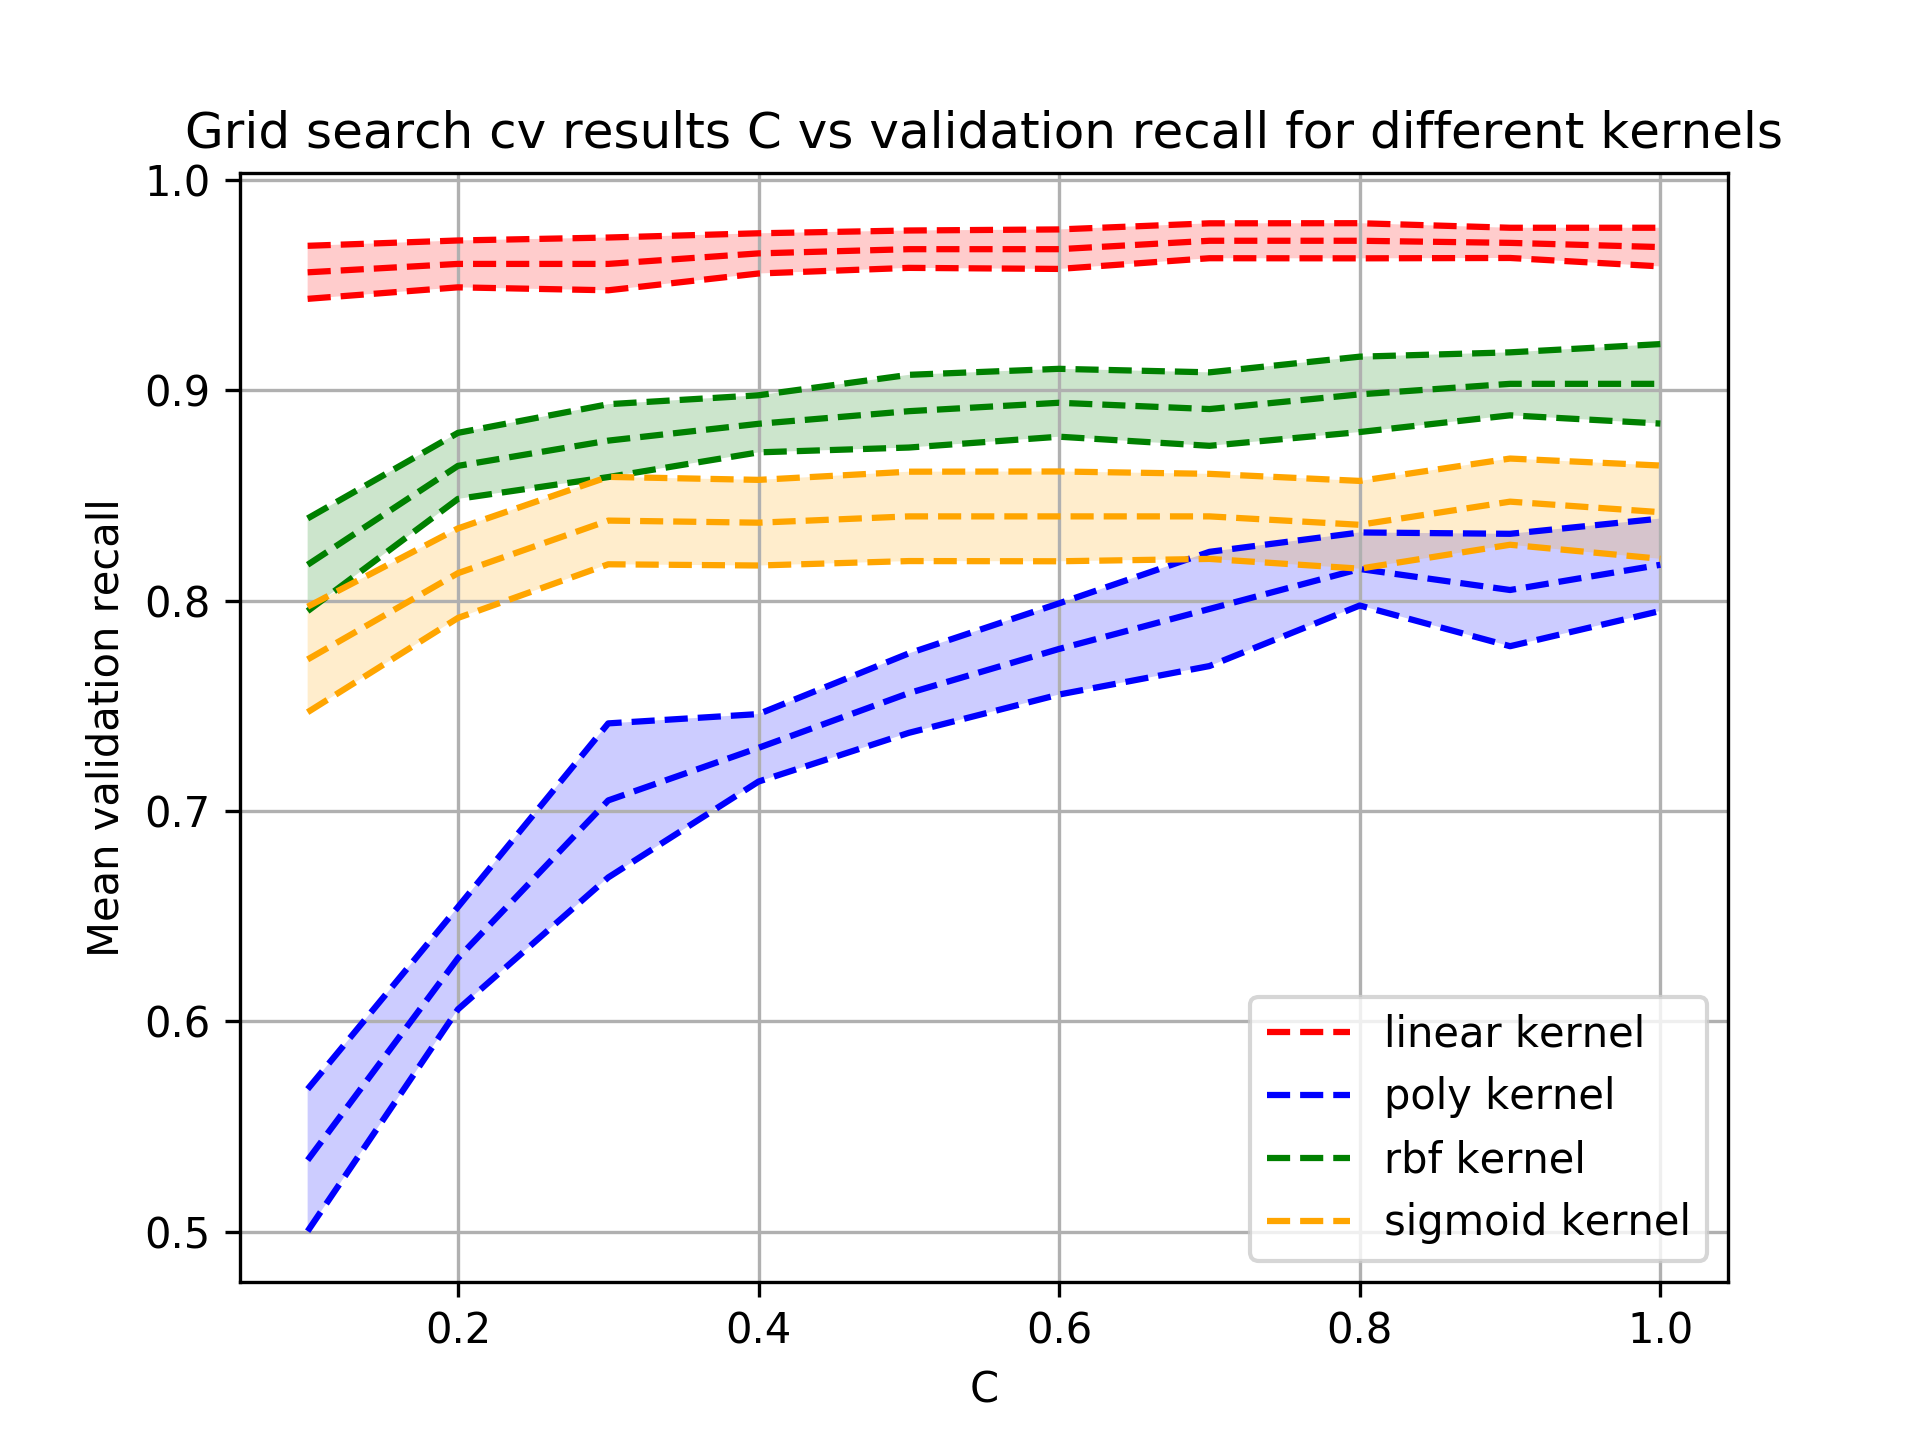 Grid search cv results C vs validation recall for different kernels
1.0
0.9
0.8
0.7
0.6
0.5
Mean validation recall
0.2 0.4 0.6 0.8 1.0
C
linear kernel
poly kernel
rbf kernel
sigmoid kernel